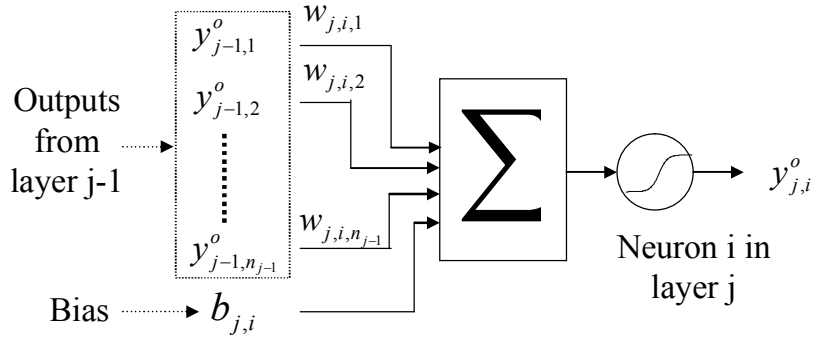 y^o_{j-1,1}
w_{j,i,1}
y^o_{j-1,2}
w_{j,i,2}
Outputs
from
layer j-1
∑
y^o_{j,i}
w_{j,i,n_{j-1}}
y^o_{j-1,n_{j-1}}
Neuron i in
layer j
Bias
b_{j,i}